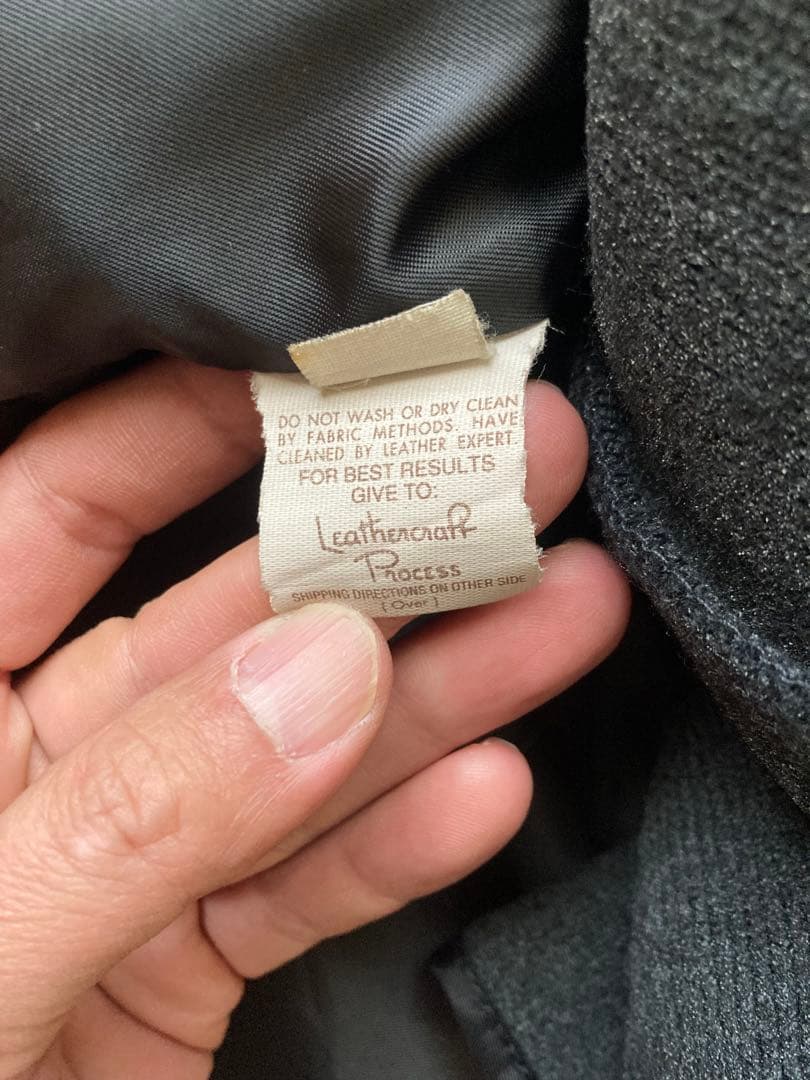 DO NOT WASH OR DRY CLEAN
BY FABRIC METHODS. HAVE
CLEANED BY LEATHER EXPERT.
FOR BEST RESULTS
GIVE TO:
Leathercraft
Process
SHIPPING DIRECTIONS ON OTHER SIDE
(Over)